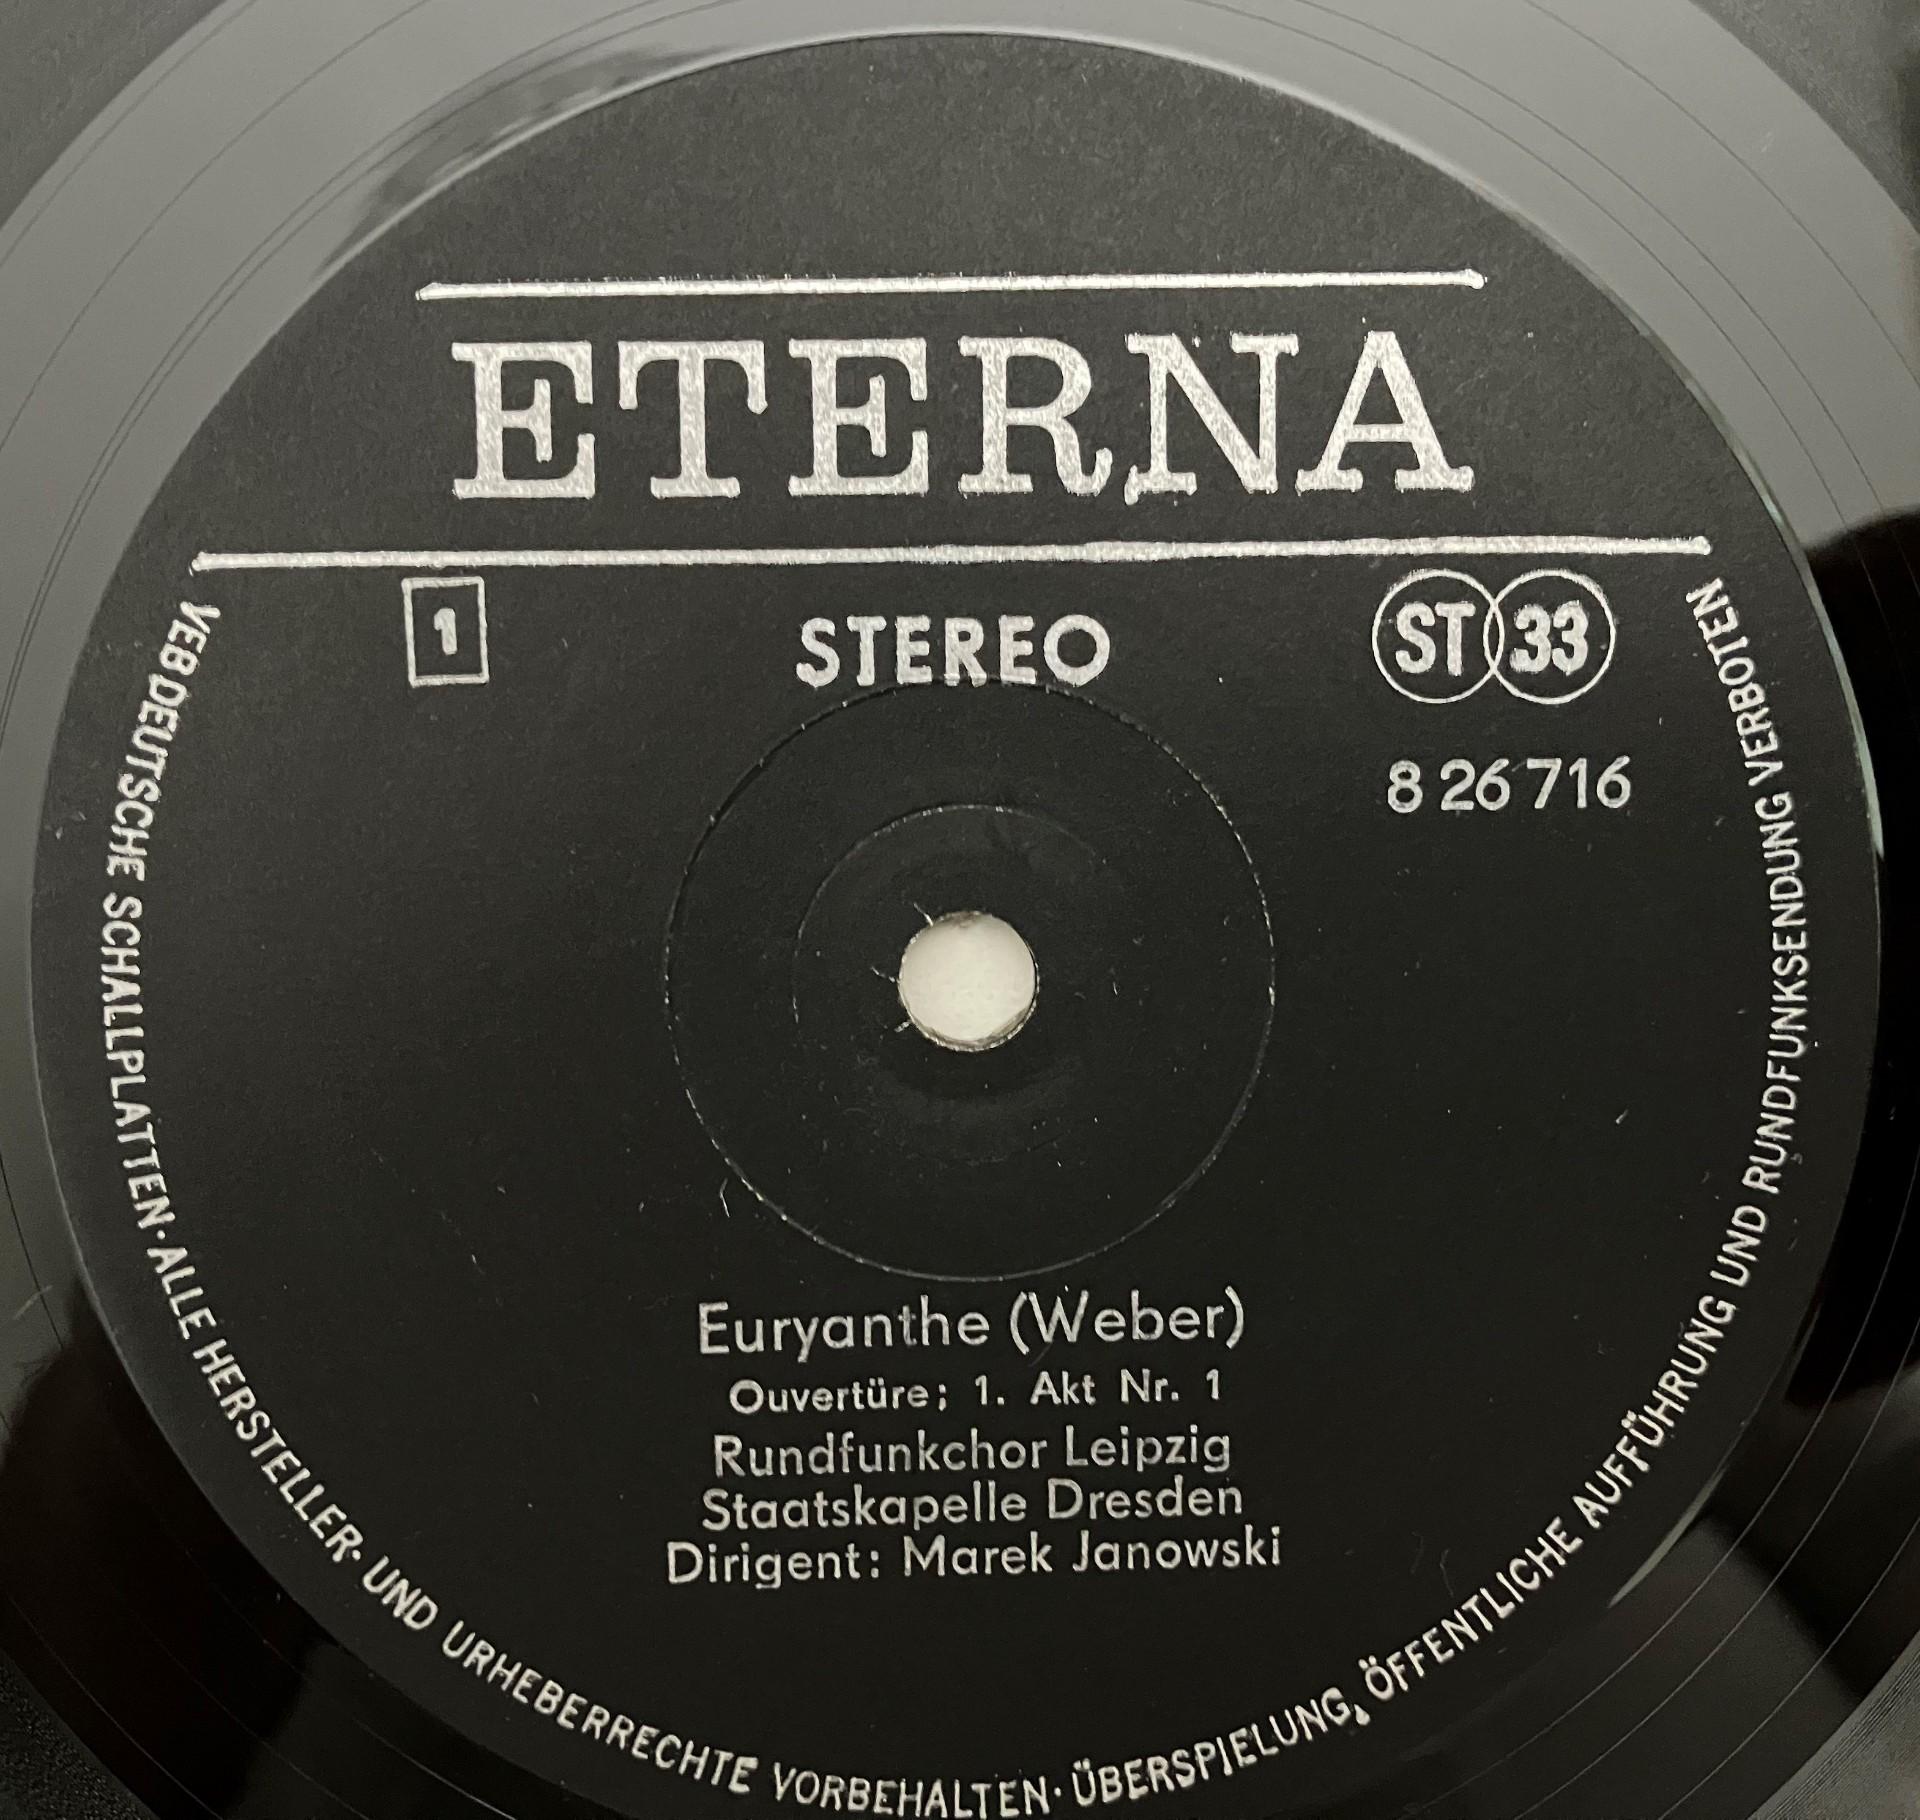 ETERNA
1
STEREO
ST 33
8 26 716
Euryanthe (Weber)
Ouvertüre; 1. Akt Nr. 1
Rundfunkchor Leipzig
Staatskapelle Dresden
Dirigent: Marek Janowski
VEB DEUTSCHE SCHALLPLATTEN · ALLE HERSTELLER- UND URHEBERRECHTE VORBEHALTEN · ÜBERSPIELUNG, ÖFFENTLICHE AUFFÜHRUNG UND RUNDFUNKSENDUNG VERBOTEN